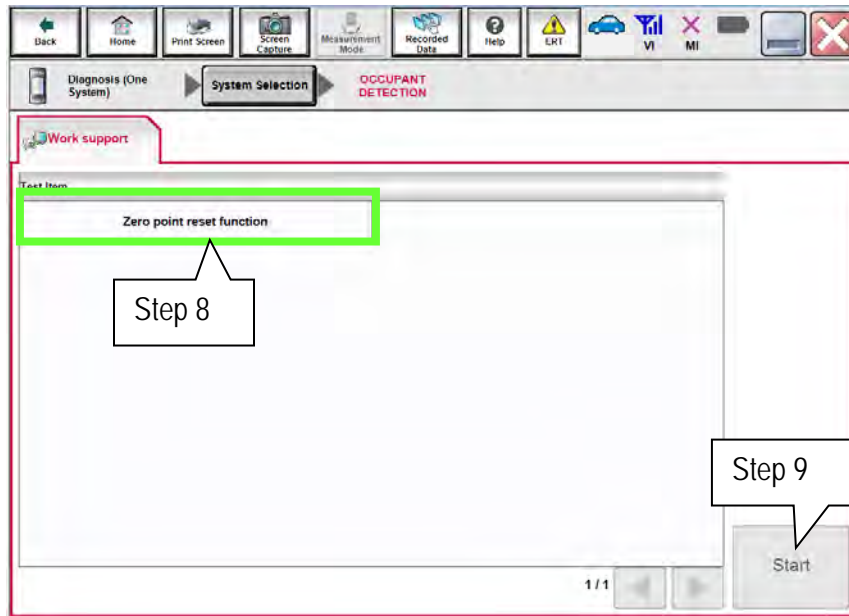 Back
Home
Print Screen
Screen
Capture
Measurement
Mode
Recorded
Data
Help
ERT
VI
MI
Diagnosis (One
System)
System Selection
OCCUPANT
DETECTION
Work support
Test Item
Zero point reset function
Step 8
Step 9
Start
1/1